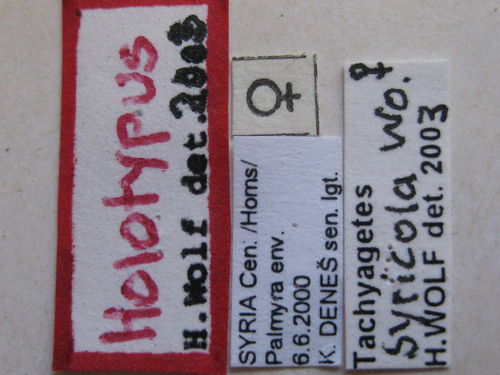 Holotypus
H. Wolf det. 2003
♀
SYRIA Cen. /Homs/
Palmyra env.
6.6.2000
K. DENEŠ sen. lgt.
Tachyagetes ♀
Syricola Wo.
H.WOLF det. 2003